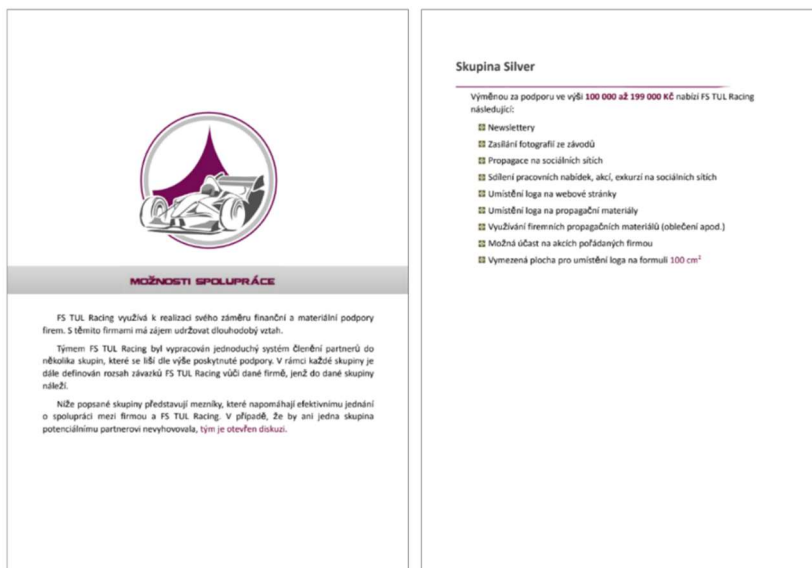 MOŽNOSTI SPOLUPRÁCE
FS TUL Racing využívá k realizaci svého záměru finanční a materiální podpory
firem. S těmito firmami má zájem udržovat dlouhodobý vztah.
Týmem FS TUL Racing byl vypracován jednoduchý systém členění partnerů do
několika skupin, které se liší dle výše poskytnuté podpory. V rámci každé skupiny je
dále definován rozsah závazků FS TUL Racing vůči dané firmě, jenž do dané skupiny
náleží.
Níže popsané skupiny představují mezníky, které napomáhají efektivnímu jednání
o spolupráci mezi firmou a FS TUL Racing. V případě, že by ani jedna skupina
potenciálnímu partnerovi nevyhovovala, tým je otevřen diskuzi.
Skupina Silver
Výměnou za podporu ve výši 100 000 až 199 000 Kč nabízí FS TUL Racing
následující:
Newslettery
Zasílání fotografií ze závodů
Propagace na sociálních sítích
Sdílení pracovních nabídek, akcí, exkurzí na sociálních sítích
Umístění loga na webové stránky
Umístění loga na propagační materiály
Využívání firemních propagačních materiálů (oblečení apod.)
Možná účast na akcích pořádaných firmou
Vymezená plocha pro umístění loga na formuli 100 cm²